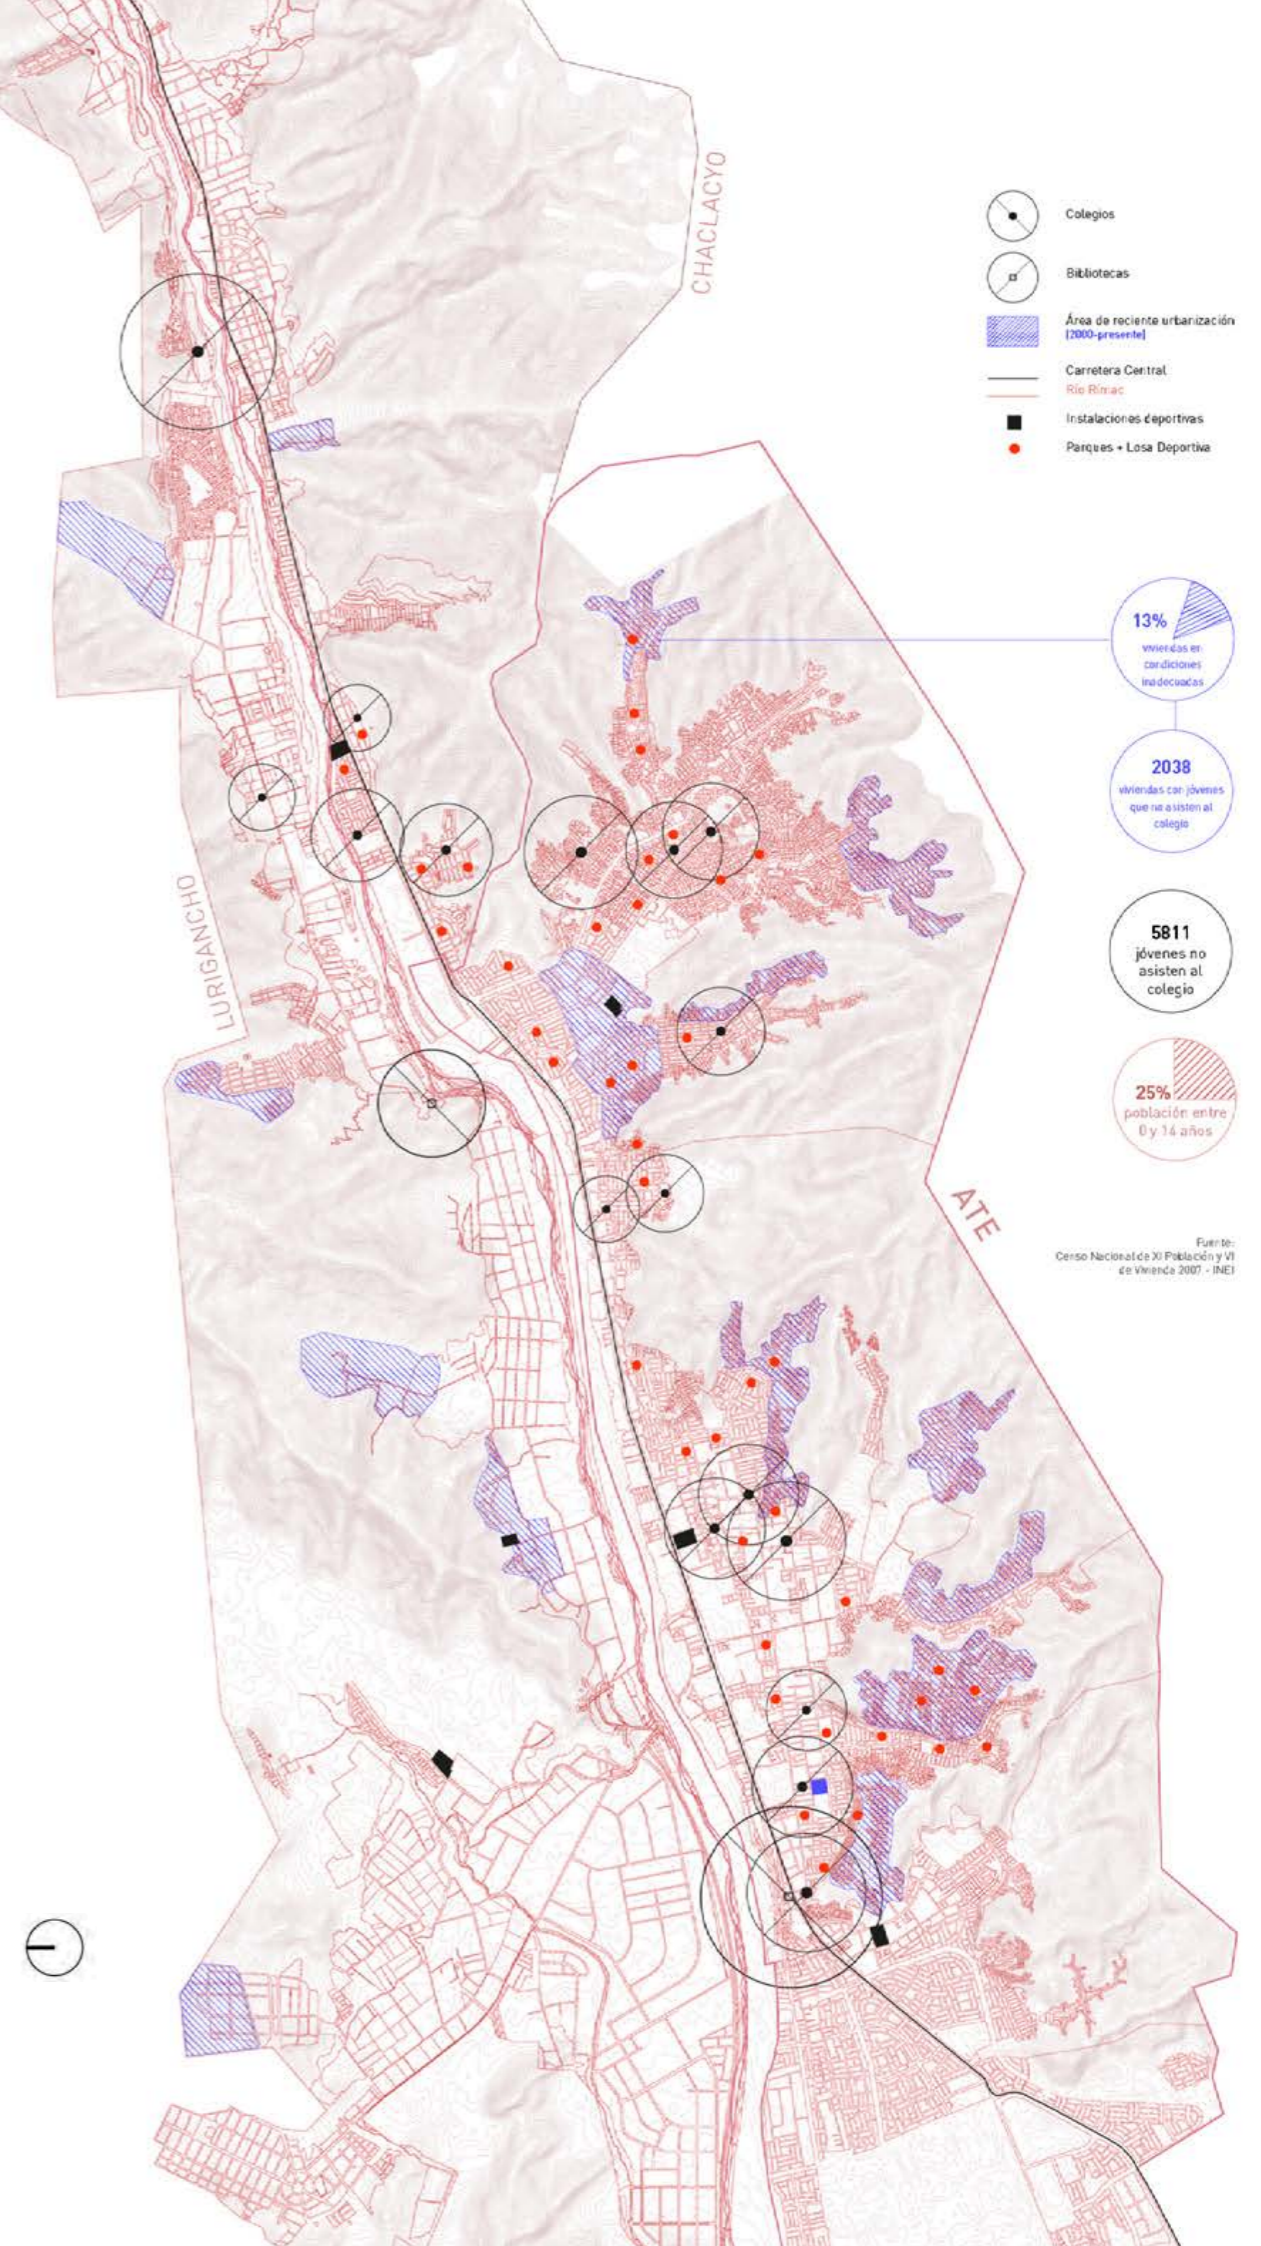 CHACLACYO
Colegios
Bibliotecas
Área de reciente urbanización
(2000-presente)
Carretera Central
Río Rímac
Instalaciones deportivas
Parques + Losa Deportiva
13%
viviendas en
condiciones
inadecuadas
2038
viviendas con jóvenes
que no asisten al
colegio
LURIGANCHO
5811
jóvenes no
asisten al
colegio
25%
población entre
0 y 14 años
ATE
Fuente:
Censo Nacional de XI Población y VI
de Vivienda 2007 - INEI